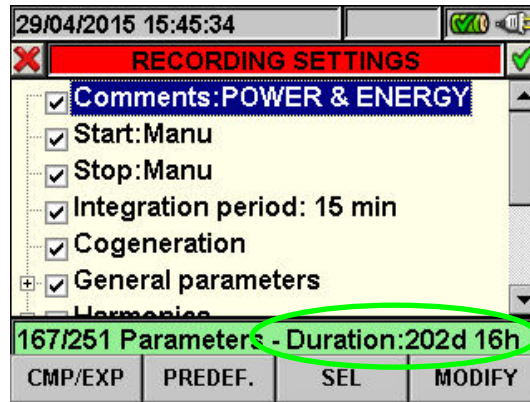 29/04/2015 15:45:34
RECORDING SETTINGS
Comments:POWER & ENERGY
Start:Manu
Stop:Manu
Integration period: 15 min
Cogeneration
General parameters
Harmonics
167/251 Parameters - Duration:202d 16h
CMP/EXP PREDEF. SEL MODIFY